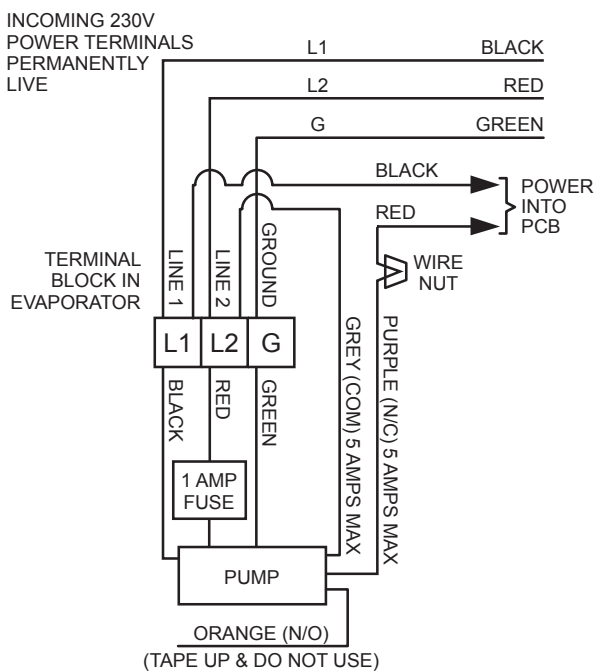 INCOMING 230V
POWER TERMINALS
PERMANENTLY
LIVE
L1
BLACK
L2
RED
G
GREEN
BLACK
RED
POWER
INTO
PCB
WIRE
NUT
TERMINAL
BLOCK IN
EVAPORATOR
LINE 1
LINE 2
GROUND
L1
L2
G
BLACK
RED
GREEN
GREY (COM) 5 AMPS MAX
PURPLE (N/C) 5 AMPS MAX
1 AMP
FUSE
PUMP
ORANGE (N/O)
(TAPE UP & DO NOT USE)